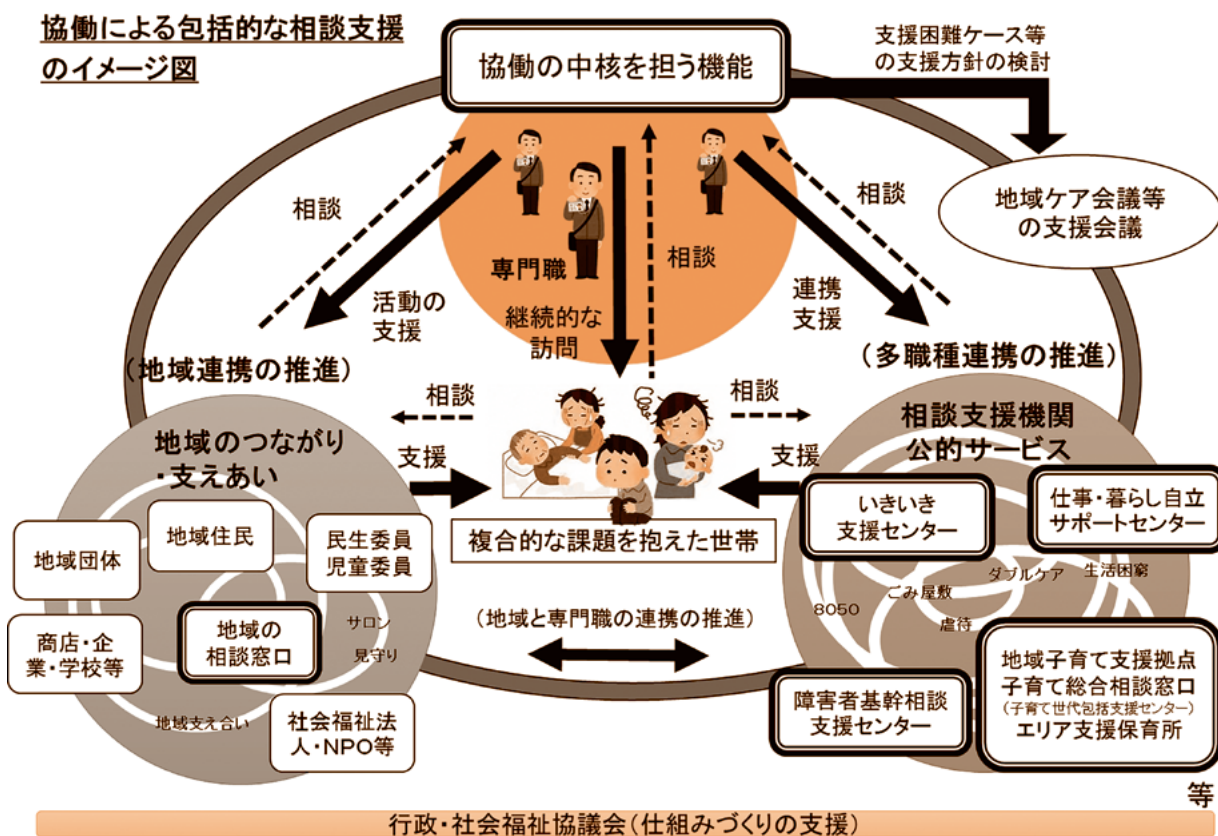 協働による包括的な相談支援
のイメージ図
協働の中核を担う機能
支援困難ケース等
の支援方針の検討
地域ケア会議等
の支援会議
相談
相談
相談
専門職
活動の
支援
継続的な
訪問
連携
支援
(地域連携の推進)
(多職種連携の推進)
相談
相談
支援
支援
地域のつながり
・支えあい
相談支援機関
公的サービス
複合的な課題を抱えた世帯
地域団体
地域住民
民生委員
児童委員
商店・企
業・学校等
地域の
相談窓口
サロン
見守り
地域支え合い
社会福祉法
人・NPO等
(地域と専門職の連携の推進)
いきいき
支援センター
仕事・暮らし自立
サポートセンター
8050
ごみ屋敷
ダブルケア
生活困窮
虐待
障害者基幹相談
支援センター
地域子育て支援拠点
子育て総合相談窓口
(子育て世代包括支援センター)
エリア支援保育所
等
行政・社会福祉協議会(仕組みづくりの支援)